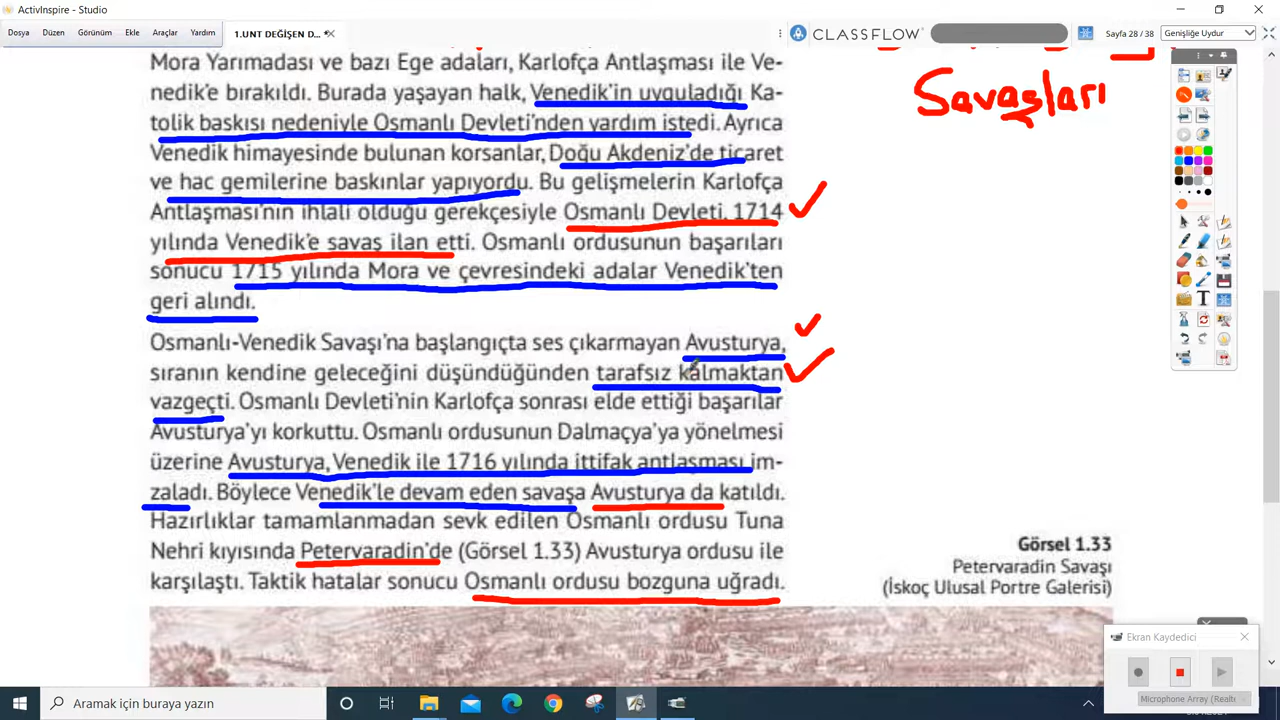 ActivInspire - Studio
Dosya Düzen Görünüm Ekle Araçlar Yardım
1.UNT DEĞİŞEN D...
CLASSFLOW
Sayfa 28 / 38
Genişliğe Uydur
Mora Yarımadası ve bazı Ege adaları, Karlofça Antlaşması ile Ve-
nedik’e bırakıldı. Burada yaşayan halk, Venedik’in uyguladığı Ka-
tolik baskısı nedeniyle Osmanlı Devleti’nden yardım istedi. Ayrıca
Venedik himayesinde bulunan korsanlar, Doğu Akdeniz’de ticaret
ve hac gemilerine baskınlar yapıyordu. Bu gelişmelerin Karlofça
Antlaşması’nın ihlali olduğu gerekçesiyle Osmanlı Devleti, 1714
yılında Venedik’e savaş ilan etti. Osmanlı ordusunun başarıları
sonucu 1715 yılında Mora ve çevresindeki adalar Venedik’ten
geri alındı.
Osmanlı-Venedik Savaşı’na başlangıçta ses çıkarmayan Avusturya,
sıranın kendine geleceğini düşündüğünden tarafsız kalmaktan
vazgeçti. Osmanlı Devleti’nin Karlofça sonrası elde ettiği başarılar
Avusturya’yı korkuttu. Osmanlı ordusunun Dalmaçya’ya yönelmesi
üzerine Avusturya, Venedik ile 1716 yılında ittifak antlaşması im-
zaladı. Böylece Venedik’le devam eden savaşa Avusturya da katıldı.
Hazırlıklar tamamlanmadan sevk edilen Osmanlı ordusu Tuna
Nehri kıyısında Petervaradin’de (Görsel 1.33) Avusturya ordusu ile
karşılaştı. Taktik hatalar sonucu Osmanlı ordusu bozguna uğradı.
Savaşları
Görsel 1.33
Petervaradin Savaşı
(İskoç Ulusal Portre Galerisi)
Ekran Kaydedici
Microphone Array (Realt
Aramak için buraya yazın